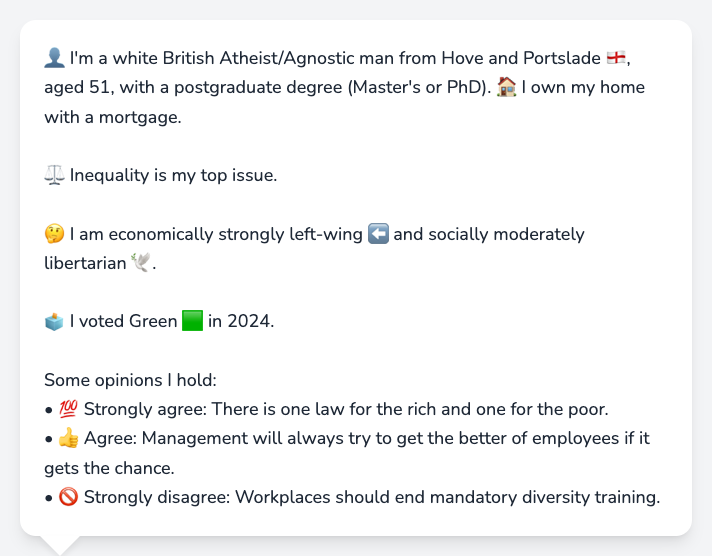 👤 I'm a white British Atheist/Agnostic man from Hove and Portslade 🏴󠁧󠁢󠁥󠁮󠁧󠁿,
aged 51, with a postgraduate degree (Master's or PhD). 🏠 I own my home
with a mortgage.
⚖️ Inequality is my top issue.
🤔 I am economically strongly left-wing ⬅️ and socially moderately
libertarian 🕊️.
🗳️ I voted Green 🟩 in 2024.
Some opinions I hold:
• 💯 Strongly agree: There is one law for the rich and one for the poor.
• 👍 Agree: Management will always try to get the better of employees if it
gets the chance.
• 🚫 Strongly disagree: Workplaces should end mandatory diversity training.